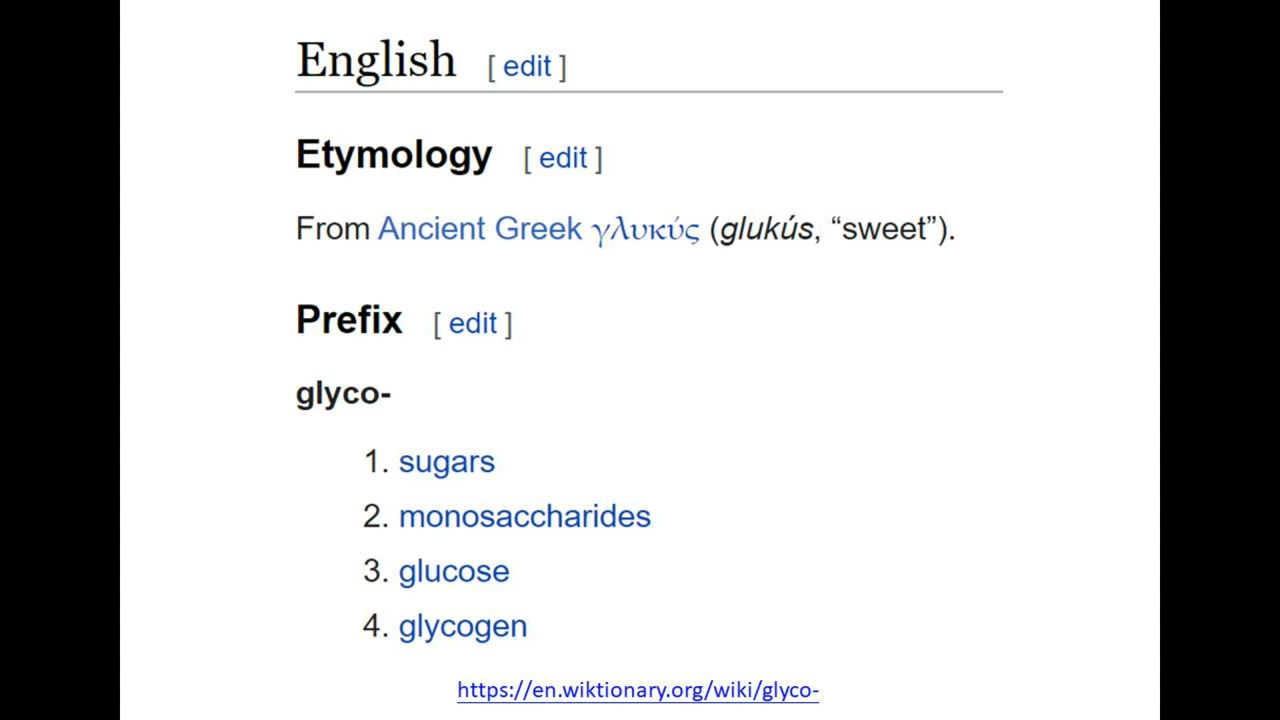 English [ edit ]
Etymology [ edit ]
From Ancient Greek γλυκύς (glukús, “sweet”).
Prefix [ edit ]
glyco-
1. sugars
2. monosaccharides
3. glucose
4. glycogen
https://en.wiktionary.org/wiki/glyco-